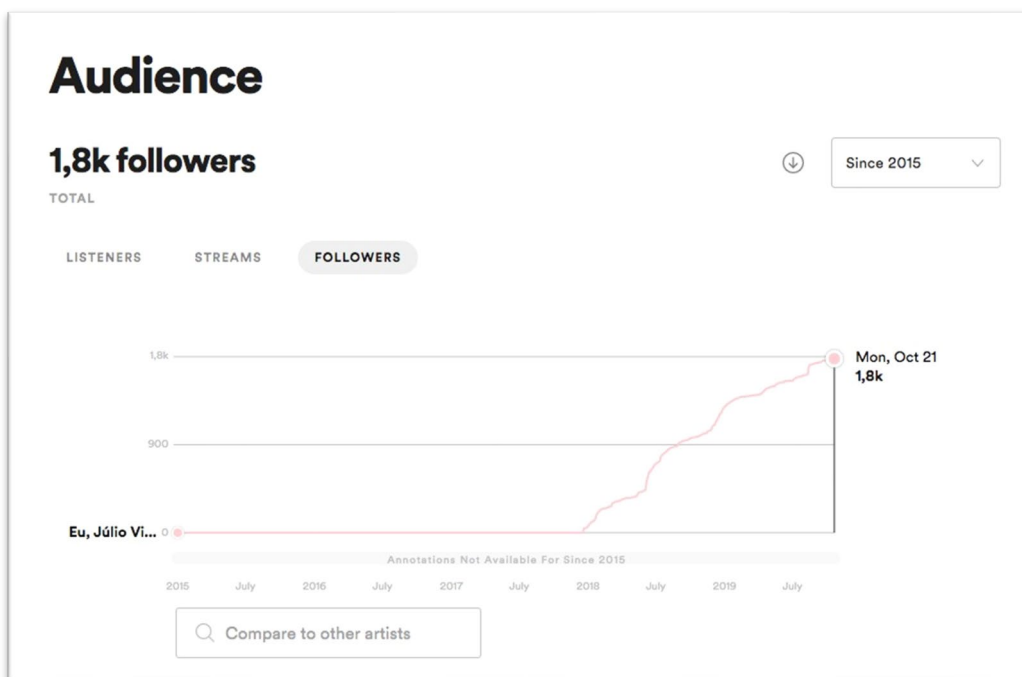 Audience
1,8k followers
Since 2015
TOTAL
LISTENERS STREAMS FOLLOWERS
1,8k
Mon, Oct 21
1,8k
900
Eu, Júlio Vi... 0
Annotations Not Available For Since 2015
2015 July 2016 July 2017 July 2018 July 2019 July
Compare to other artists